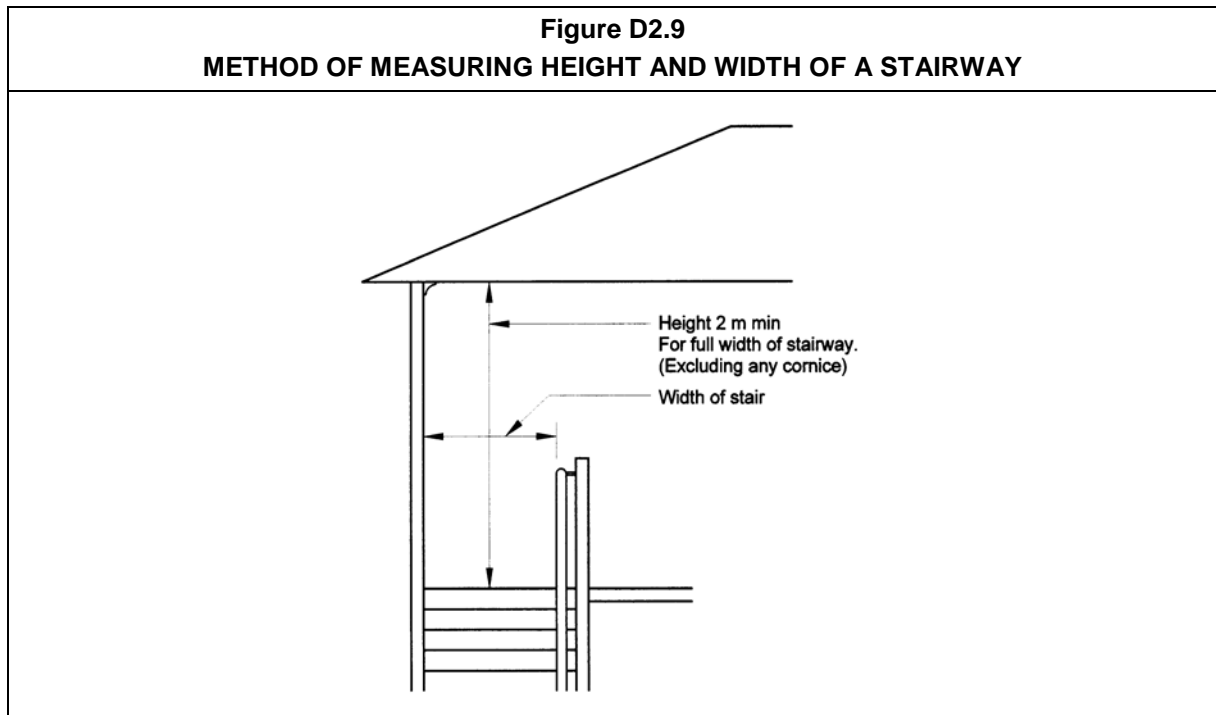 Figure D2.9
METHOD OF MEASURING HEIGHT AND WIDTH OF A STAIRWAY
Height 2 m min
For full width of stairway.
(Excluding any cornice)
Width of stair